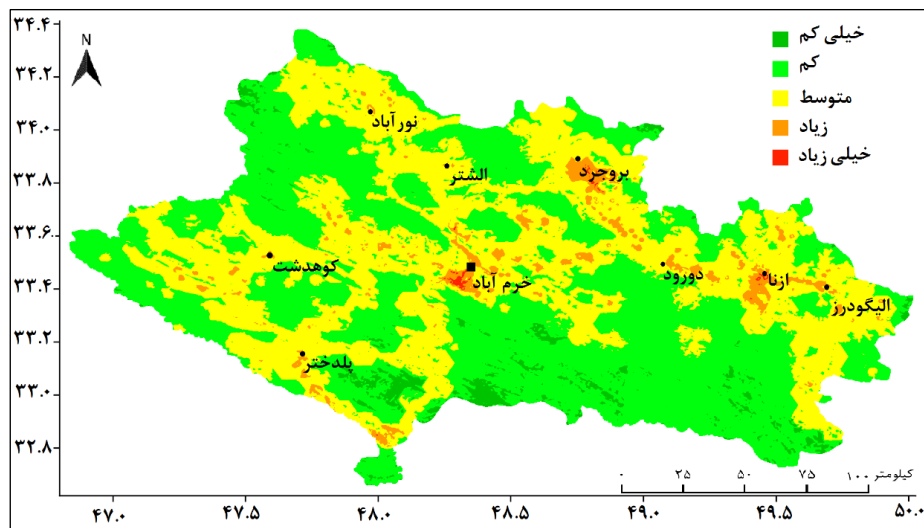 N
خیلی کم
کم
متوسط
زیاد
خیلی زیاد
۳۴.۴
۳۴.۲
۳۴.۰
۳۳.۸
۳۳.۶
۳۳.۴
۳۳.۲
۳۳.۰
۳۲.۸
نورآباد
الشتر
بروجرد
کوهدشت
خرم آباد
دورود
ازنا
الیگودرز
پلدختر
۰ ۲۵ ۵۰ ۷۵ ۱۰۰ کیلومتر
۴۷.۰ ۴۷.۵ ۴۸.۰ ۴۸.۵ ۴۹.۰ ۴۹.۵ ۵۰.۰